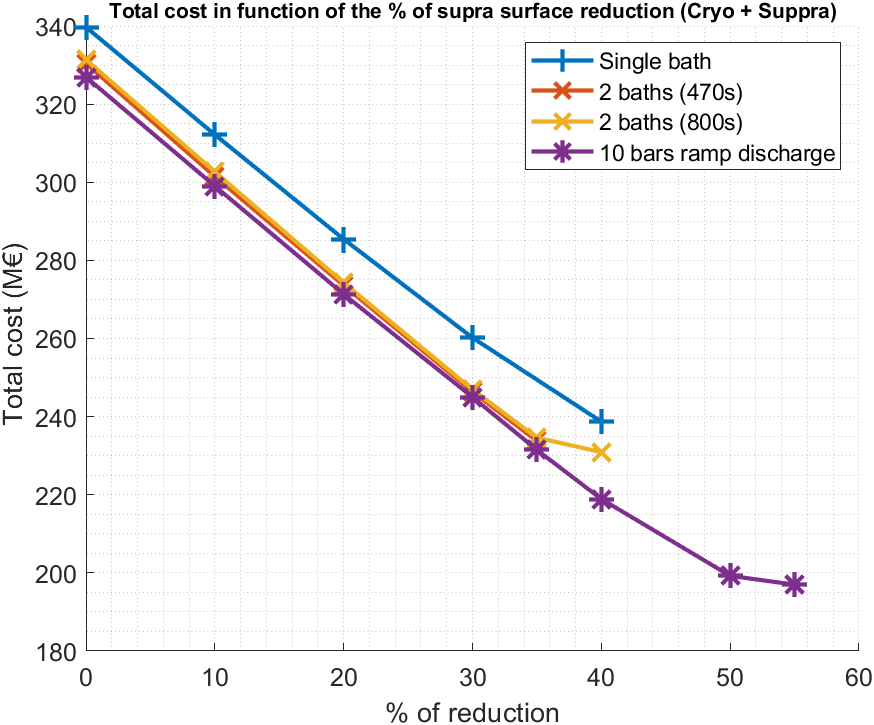 Total cost in function of the % of supra surface reduction (Cryo + Suppra)
340
320
300
280
260
240
220
200
180
Total cost (M€)
Single bath
2 baths (470s)
2 baths (800s)
10 bars ramp discharge
0 10 20 30 40 50 60
% of reduction